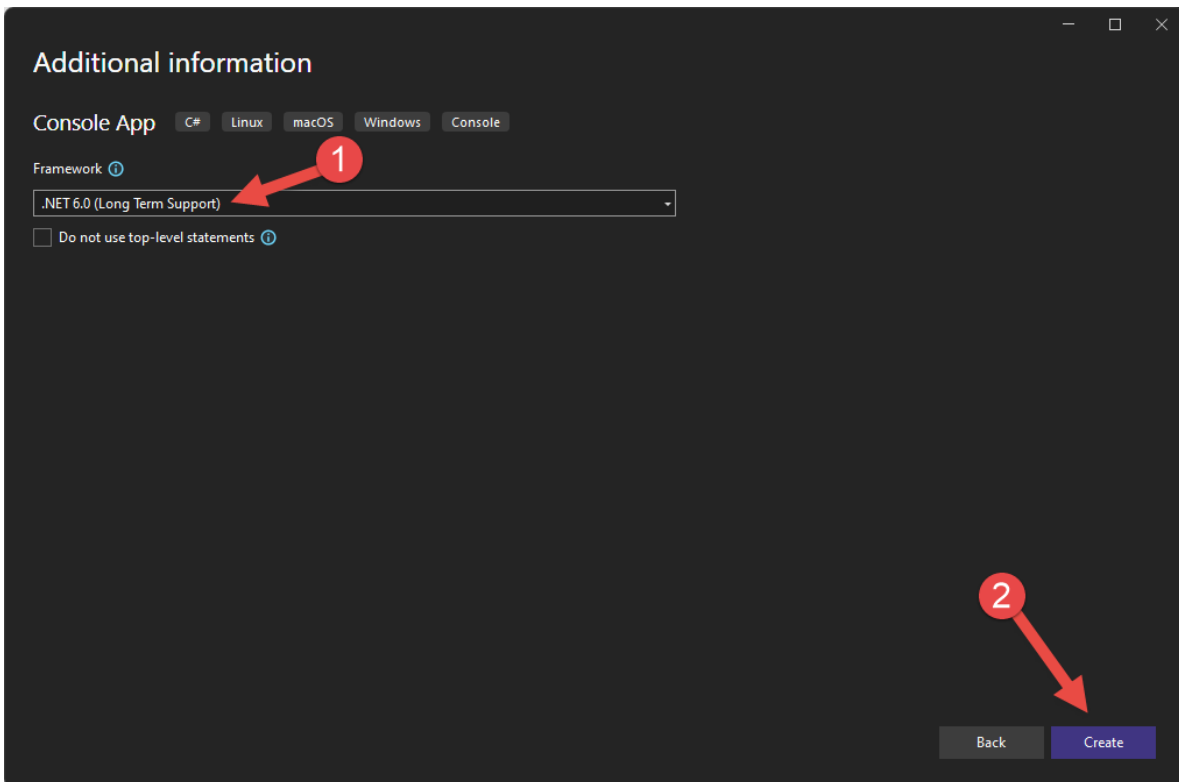 Additional information
Console App C# Linux macOS Windows Console
Framework
1
.NET 6.0 (Long Term Support)
Do not use top-level statements
2
Back Create